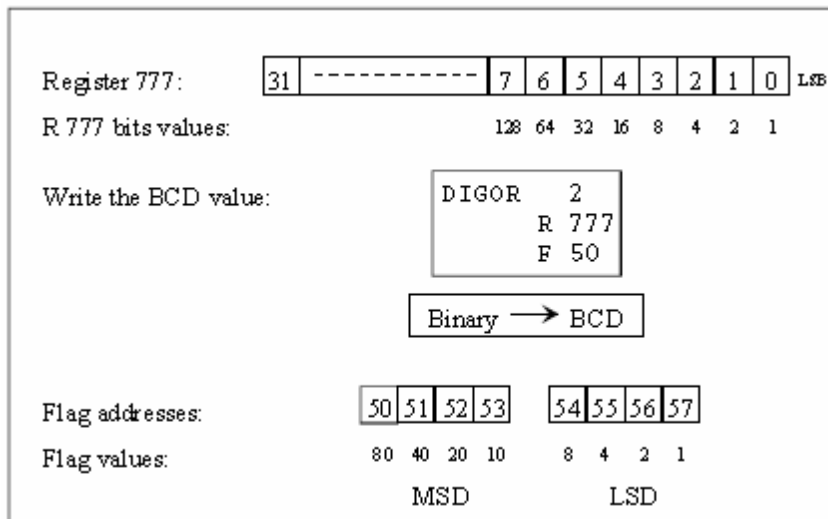 Register 777: 31 ------------- 7 6 5 4 3 2 1 0 LSB
R 777 bits values: 128 64 32 16 8 4 2 1
Write the BCD value:
DIGOR 2
R 777
F 50
Binary → BCD
Flag addresses: 50 51 52 53 54 55 56 57
Flag values: 80 40 20 10 8 4 2 1
MSD LSD